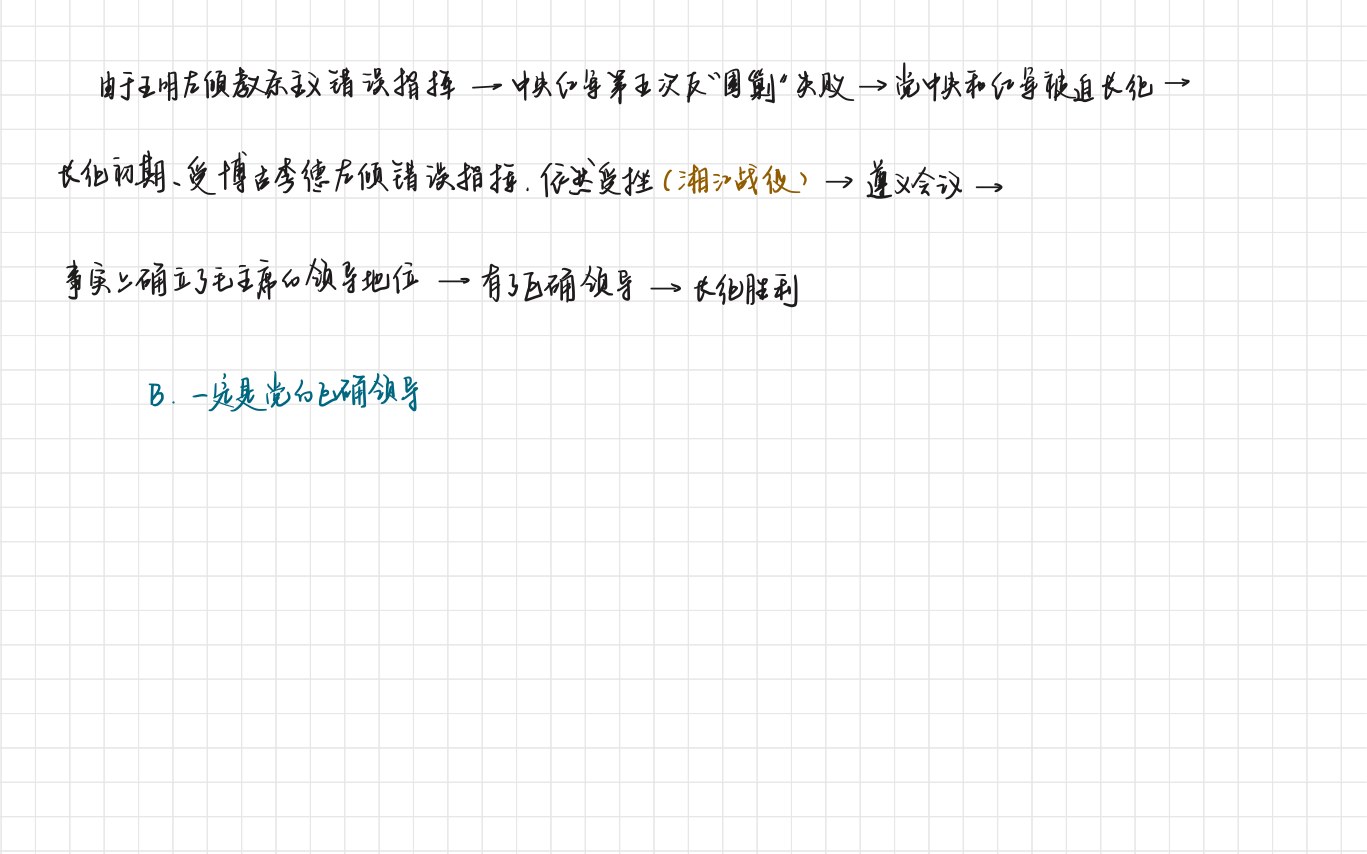 由于王明左倾教条主义错误指挥 → 中央红军第五次反“围剿”失败 → 党中央和红军被迫长征 →
长征初期、受博古李德左倾错误指挥.依然受挫(湘江战役) → 遵义会议 →
事实上确立了毛主席的领导地位 → 有了正确领导 → 长征胜利
B. 一定是党的正确领导